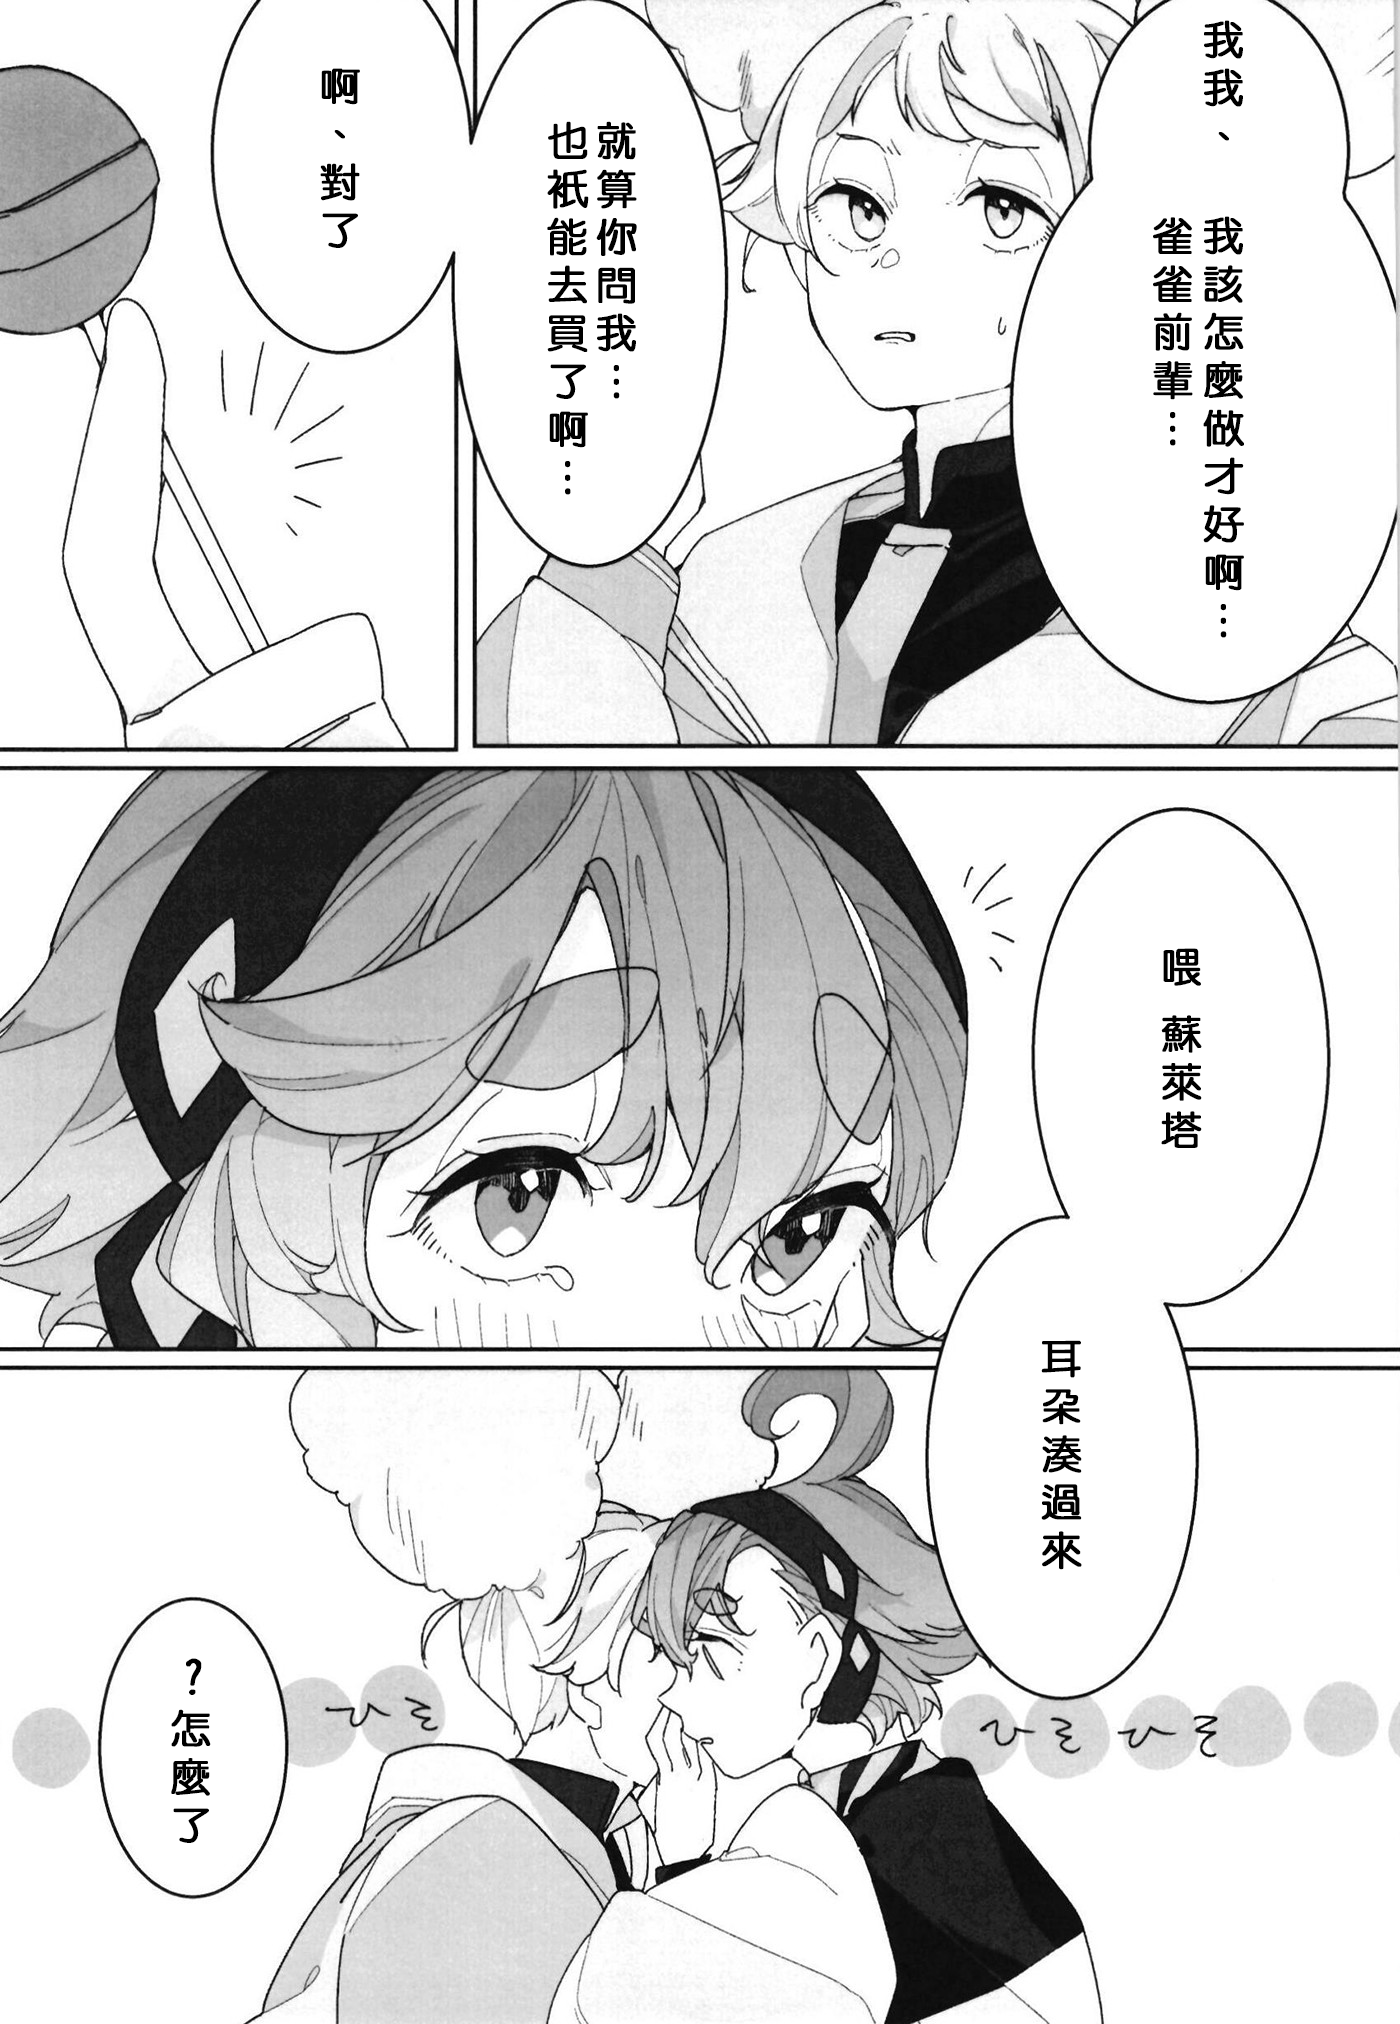 我我、我該怎麼做才好啊…
雀雀前輩…
就算你問我…
也衹能去買了啊…
啊、對了
喂 蘇萊塔
耳朶湊過來
ひそ
ひそひそ
?怎麼了